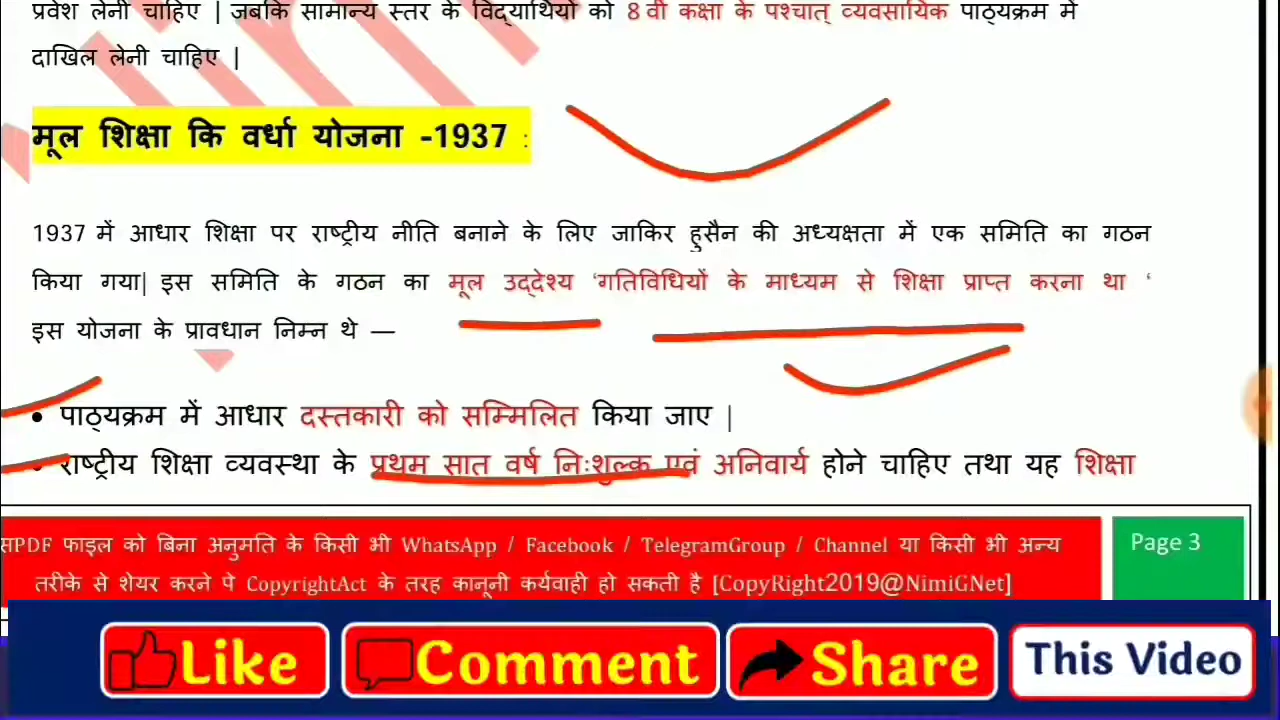 प्रवेश लेनी चाहिए | जबकि सामान्य स्तर के विद्यार्थियों को 8 वी कक्षा के पश्चात् व्यवसायिक पाठ्यक्रम में
दाखिल लेनी चाहिए |
मूल शिक्षा कि वर्धा योजना -1937 :
1937 में आधार शिक्षा पर राष्ट्रीय नीति बनाने के लिए जाकिर हुसैन की अध्यक्षता में एक समिति का गठन
किया गया| इस समिति के गठन का मूल उद्देश्य 'गतिविधियों के माध्यम से शिक्षा प्राप्त करना था '
इस योजना के प्रावधान निम्न थे —
• पाठ्यक्रम में आधार दस्तकारी को सम्मिलित किया जाए |
• राष्ट्रीय शिक्षा व्यवस्था के प्रथम सात वर्ष निःशुल्क एवं अनिवार्य होने चाहिए तथा यह शिक्षा
सPDF फाइल को बिना अनुमति के किसी भी WhatsApp / Facebook / TelegramGroup / Channel या किसी भी अन्य
तरीके से शेयर करने पे CopyrightAct के तरह कानूनी कर्यवाही हो सकती है [CopyRight2019@NimiGNet]
Page 3
Like Comment Share This Video